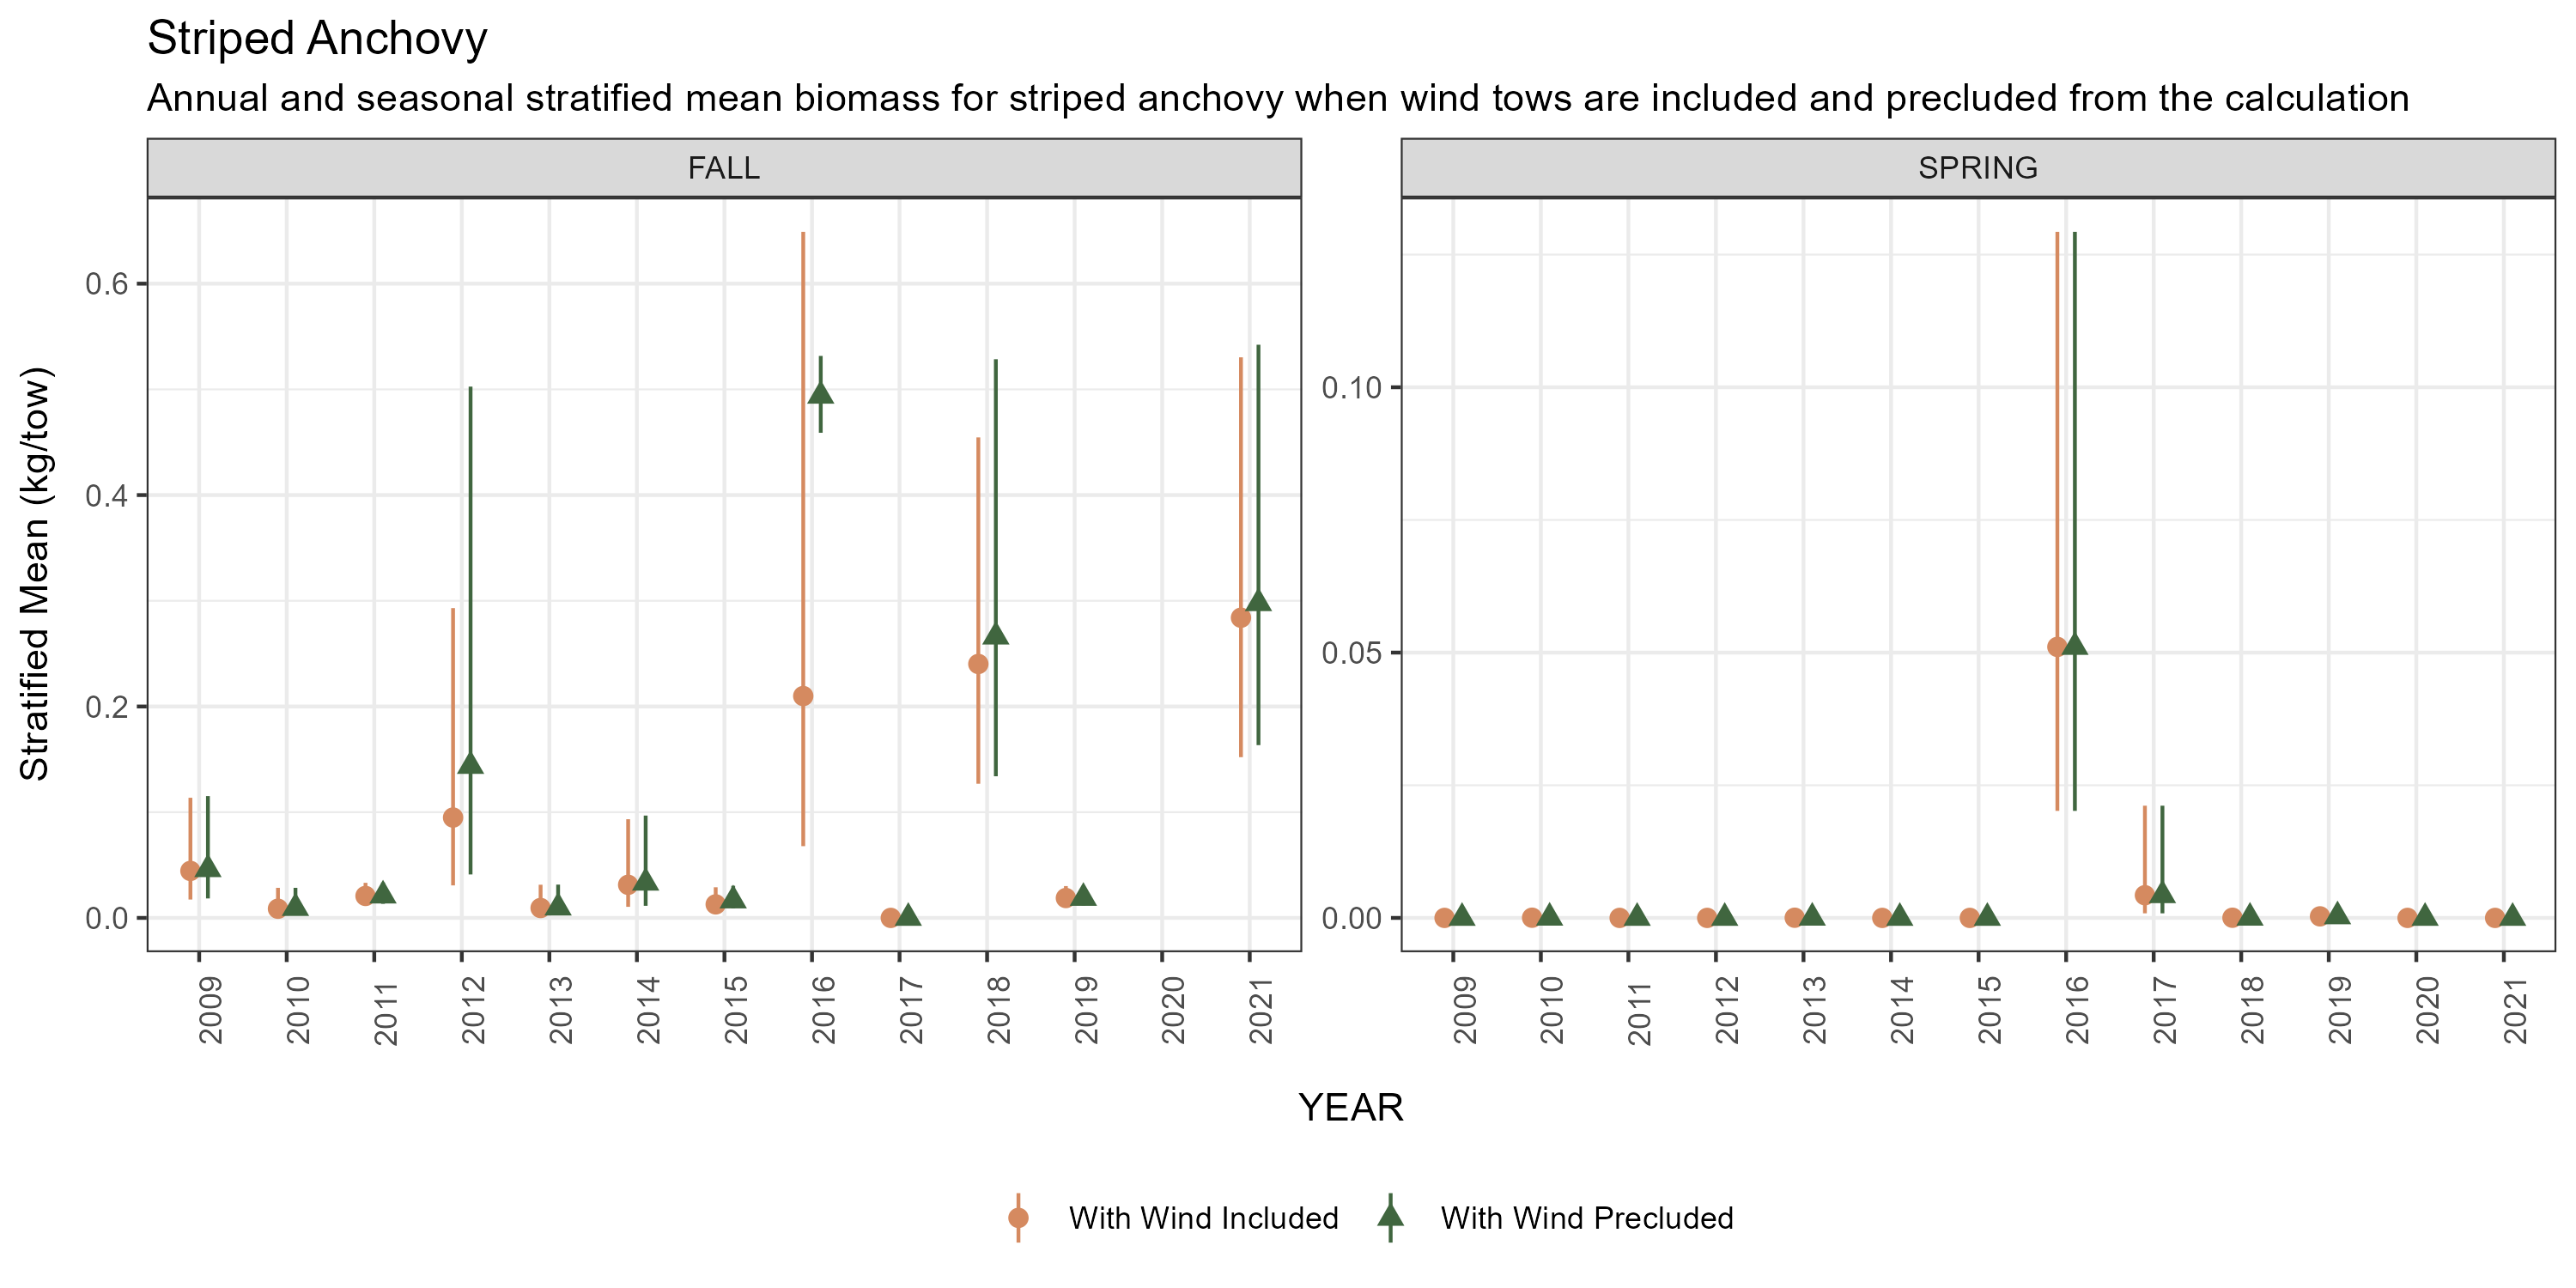 Striped Anchovy
Annual and seasonal stratified mean biomass for striped anchovy when wind tows are included and precluded from the calculation
FALL
SPRING
Stratified Mean (kg/tow)
0.6
0.4
0.2
0.0
0.10
0.05
0.00
2009 2010 2011 2012 2013 2014 2015 2016 2017 2018 2019 2020 2021
2009 2010 2011 2012 2013 2014 2015 2016 2017 2018 2019 2020 2021
YEAR
With Wind Included
With Wind Precluded